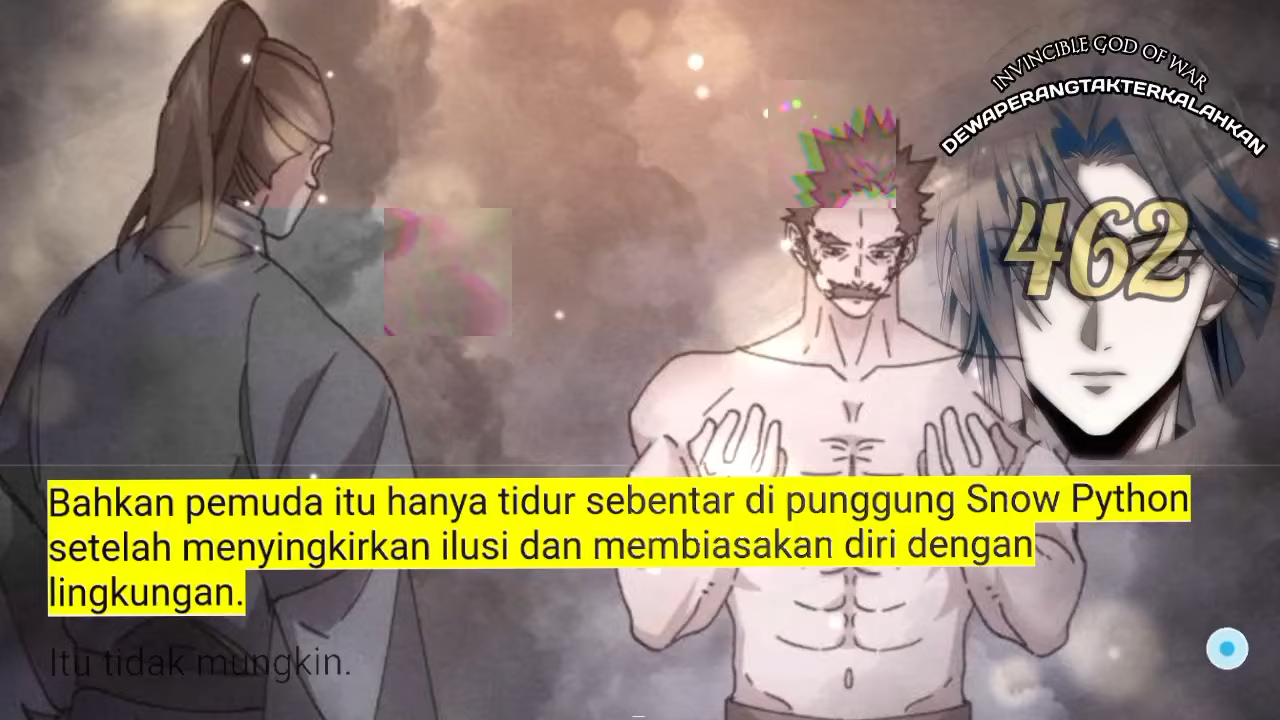 INVINCIBLE GOD OF WAR
DEWAPERANGTAKTERKALAHKAN
462
Bahkan pemuda itu hanya tidur sebentar di punggung Snow Python
setelah menyingkirkan ilusi dan membiasakan diri dengan
lingkungan.
Itu tidak mungkin.